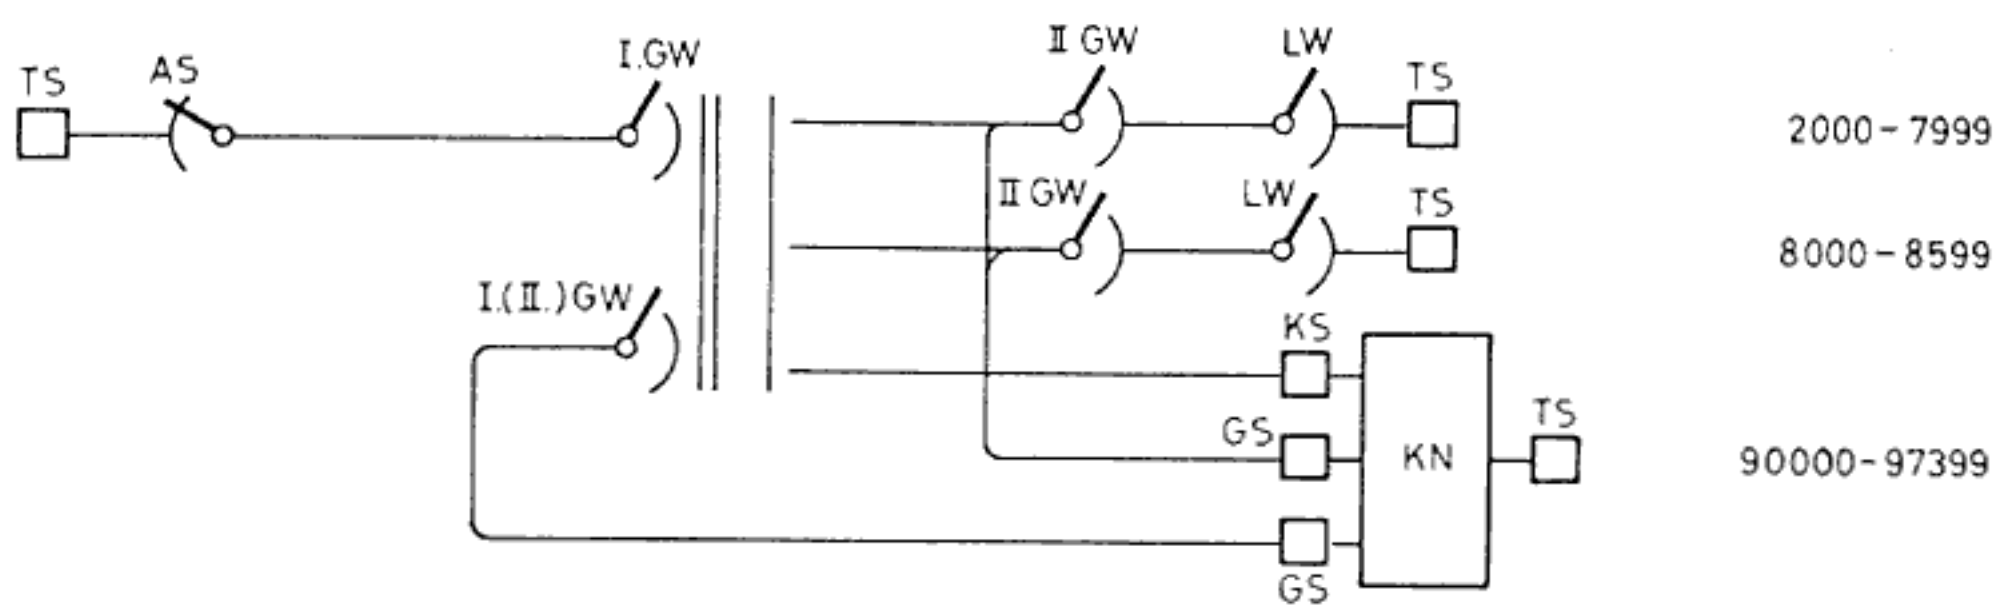 TS AS I.GW II GW LW TS 2000-7999
II GW LW TS 8000-8599
I.(II.)GW KS
GS KN TS 90000-97399
GS